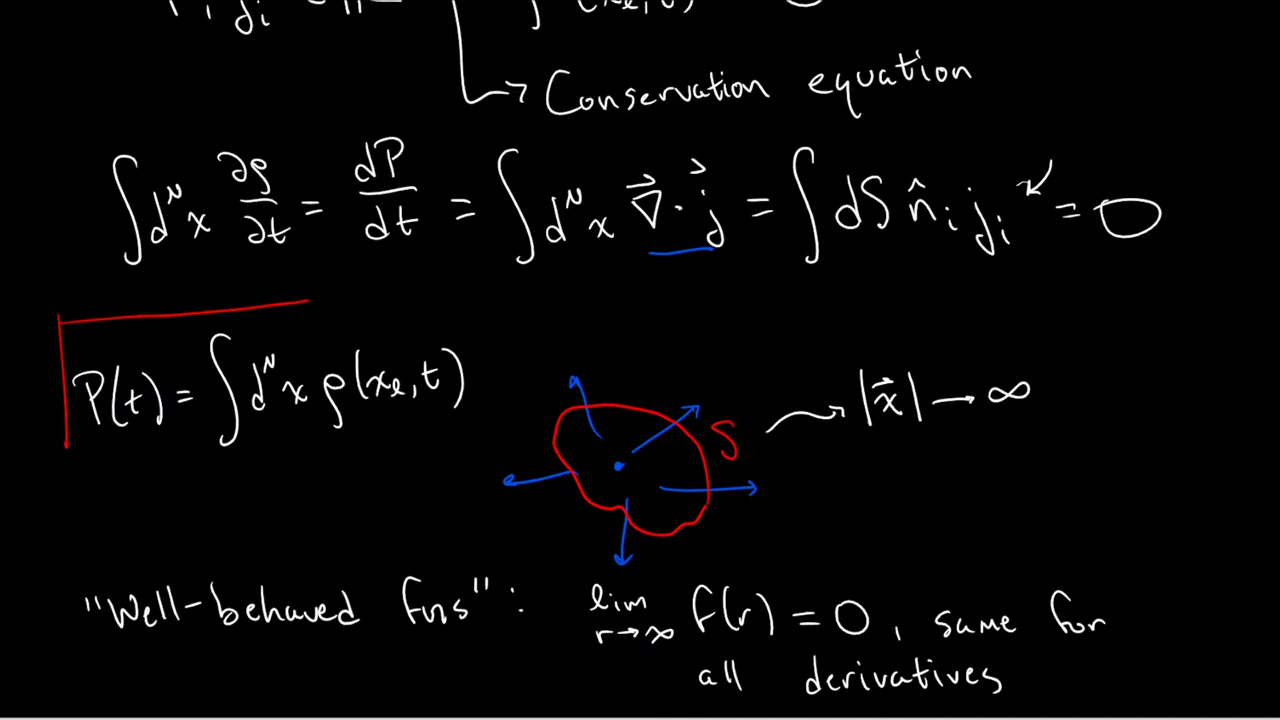 Conservation equation
∫ dᴺx ∂ρ/∂t = dP/dt = ∫ dᴺx ∇⃗ · j⃗ = ∫ dS n̂ᵢ jᵢ = 0
P(t) = ∫ dᴺx ρ(xₗ, t)
S
|x⃗| → ∞
"Well-behaved fns" : lim r→∞ f(r) = 0, same for
all derivatives